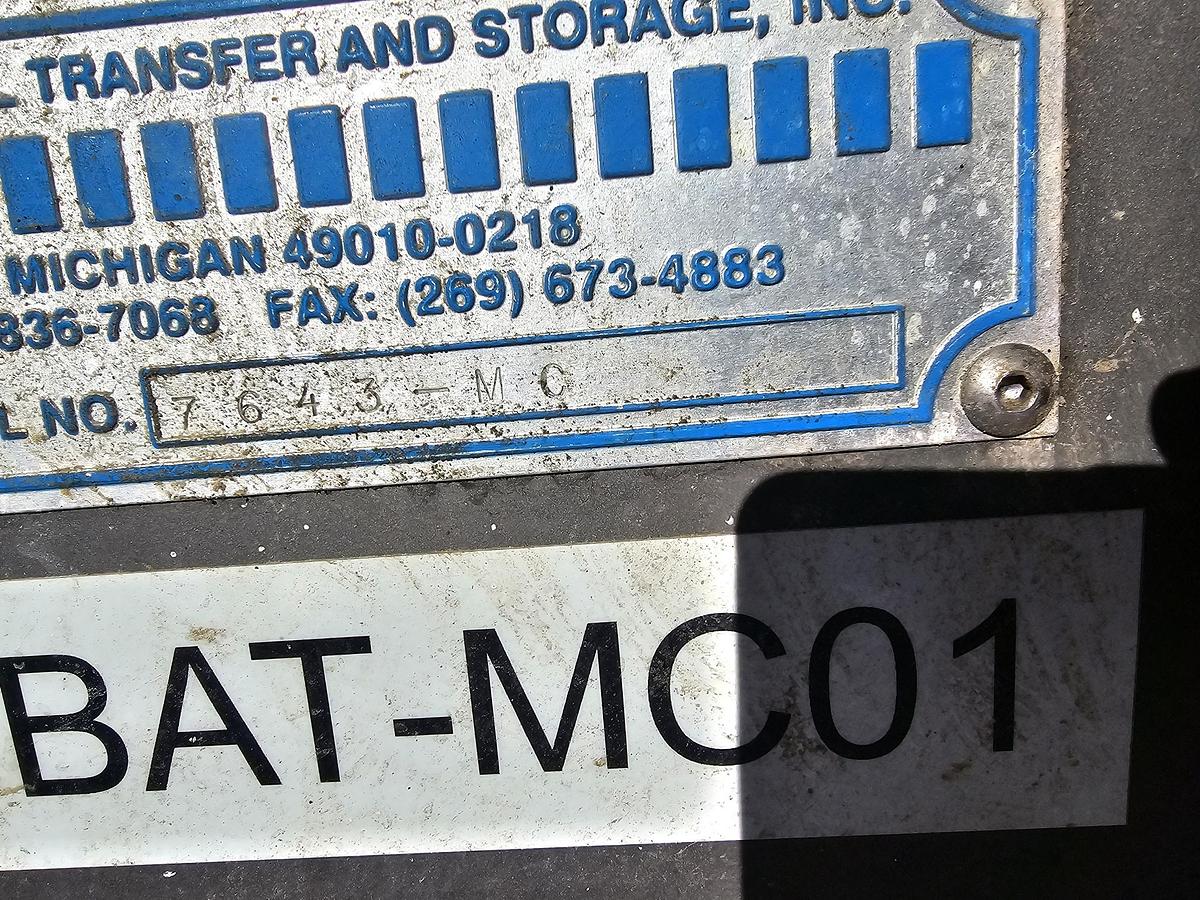 L TRANSFER AND STORAGE, INC.
MICHIGAN 49010-0218
836-7068 FAX: (269) 673-4883
L NO. 7643-MC
BAT-MC01